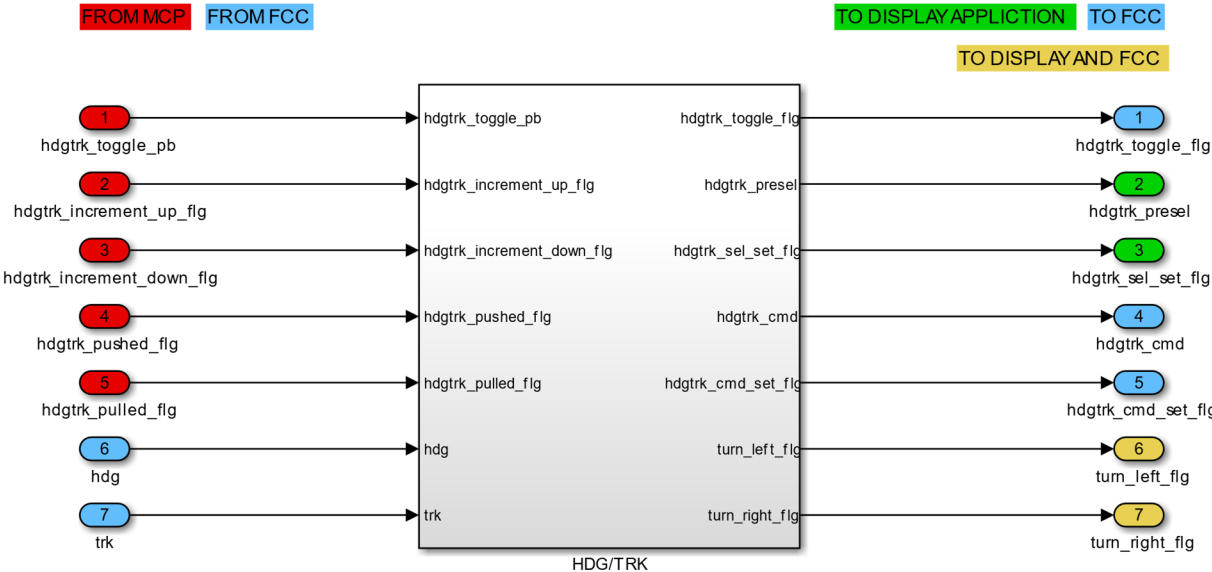 FROM MCP FROM FCC TO DISPLAY APPLICTION TO FCC
TO DISPLAY AND FCC
1 hdgtrk_toggle_pb hdgtrk_toggle_flg 1
hdgtrk_toggle_pb hdgtrk_toggle_flg
2 hdgtrk_increment_up_flg hdgtrk_presel 2
hdgtrk_increment_up_flg hdgtrk_presel
3 hdgtrk_increment_down_flg hdgtrk_sel_set_flg 3
hdgtrk_increment_down_flg hdgtrk_sel_set_flg
4 hdgtrk_pushed_flg hdgtrk_cmd 4
hdgtrk_pushed_flg hdgtrk_cmd
5 hdgtrk_pulled_flg hdgtrk_cmd_set_flg 5
hdgtrk_pulled_flg hdgtrk_cmd_set_flg
6 hdg turn_left_flg 6
hdg turn_left_flg
7 trk turn_right_flg 7
trk turn_right_flg
HDG/TRK